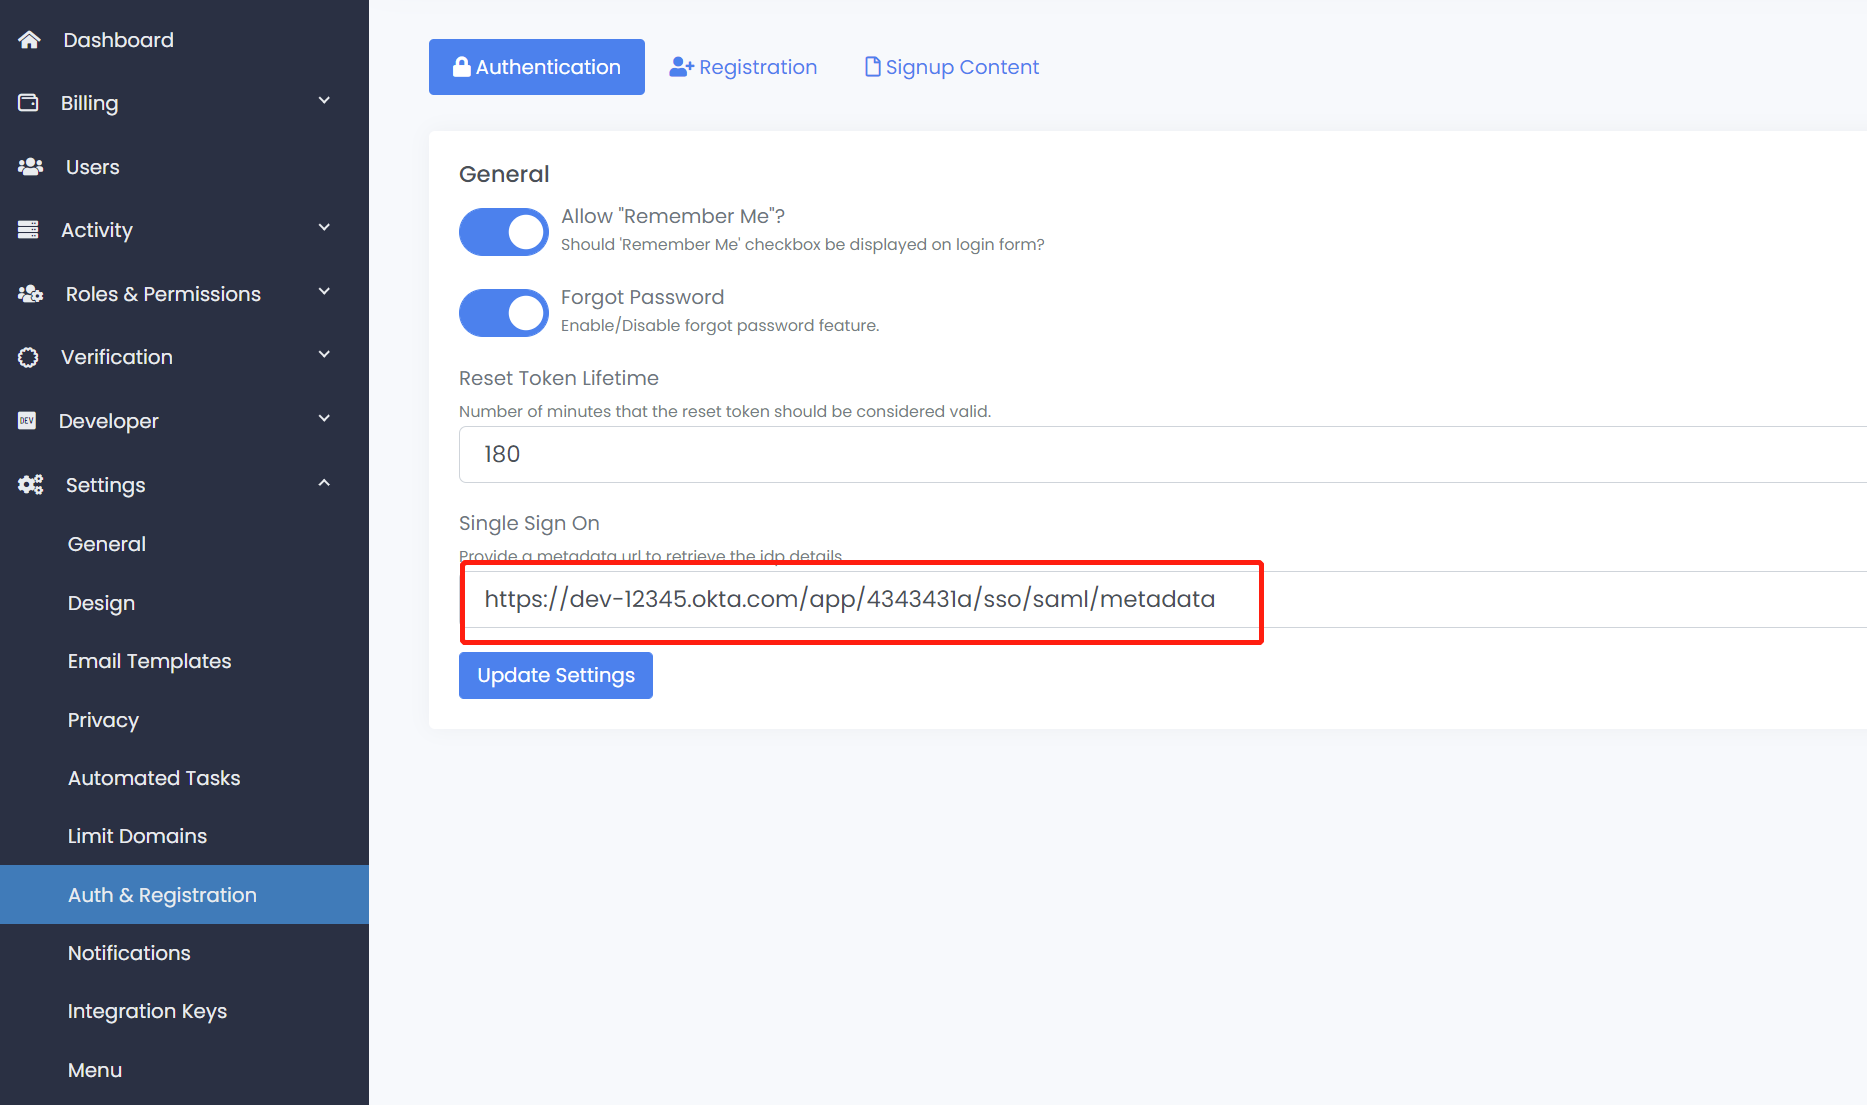 Dashboard
Billing
Users
Activity
Roles & Permissions
Verification
DEV Developer
Settings
General
Design
Email Templates
Privacy
Automated Tasks
Limit Domains
Auth & Registration
Notifications
Integration Keys
Menu
Authentication Registration Signup Content
General
Allow "Remember Me"?
Should 'Remember Me' checkbox be displayed on login form?
Forgot Password
Enable/Disable forgot password feature.
Reset Token Lifetime
Number of minutes that the reset token should be considered valid.
180
Single Sign On
Provide a metadata url to retrieve the idp details
https://dev-12345.okta.com/app/4343431a/sso/saml/metadata
Update Settings